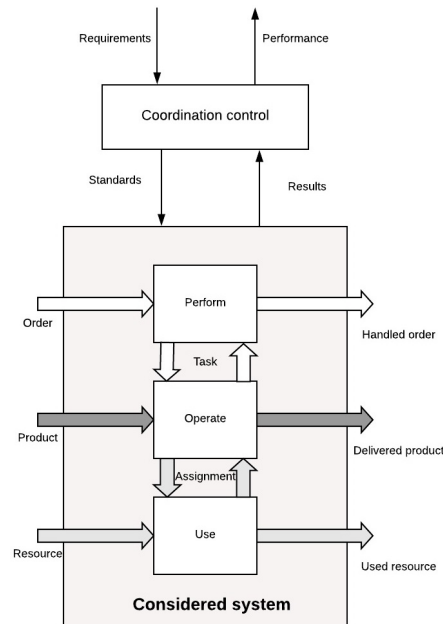 Requirements
Performance
Coordination control
Standards
Results
Perform
Order
Handled order
Task
Operate
Product
Delivered product
Assignment
Use
Resource
Used resource
Considered system